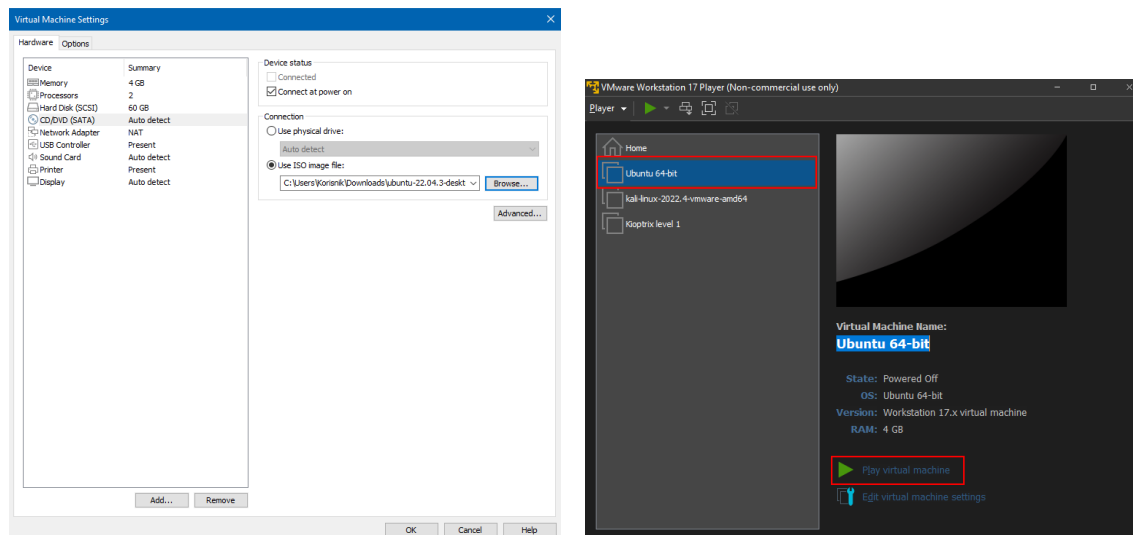 Virtual Machine Settings
Hardware Options
Device Summary
Memory 4 GB
Processors 2
Hard Disk (SCSI) 60 GB
CD/DVD (SATA) Auto detect
Network Adapter NAT
USB Controller Present
Sound Card Auto detect
Printer Present
Display Auto detect
Add... Remove
Device status
Connected
Connect at power on
Connection
Use physical drive:
Auto detect
Use ISO image file:
C:\Users\Korisnik\Downloads\ubuntu-22.04.3-deskt Browse...
Advanced...
OK Cancel Help
VMware Workstation 17 Player (Non-commercial use only)
Player
Home
Ubuntu 64-bit
kali-linux-2022.4-vmware-amd64
Kioptrix level 1
Virtual Machine Name:
Ubuntu 64-bit
State: Powered Off
OS: Ubuntu 64-bit
Version: Workstation 17.x virtual machine
RAM: 4 GB
Play virtual machine
Edit virtual machine settings